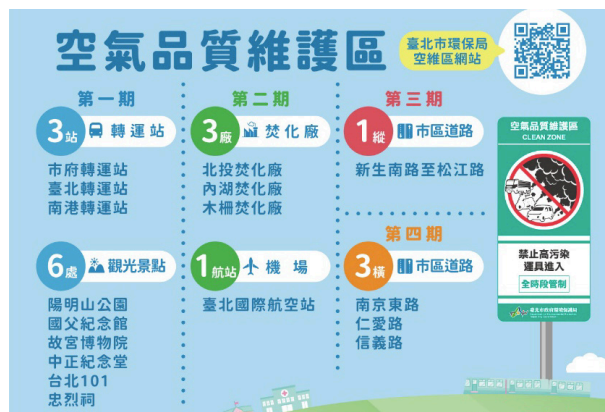 空氣品質維護區
臺北市環保局
空維區網站
第一期
3站 轉運站
市府轉運站
臺北轉運站
南港轉運站
6處 觀光景點
陽明山公園
國父紀念館
故宮博物院
中正紀念堂
台北101
忠烈祠
第二期
3廠 焚化廠
北投焚化廠
內湖焚化廠
木柵焚化廠
1航站 機場
臺北國際航空站
第三期
1縱 市區道路
新生南路至松江路
第四期
3橫 市區道路
南京東路
仁愛路
信義路
空氣品質維護區
CLEAN ZONE
禁止高污染
運具進入
全時段管制